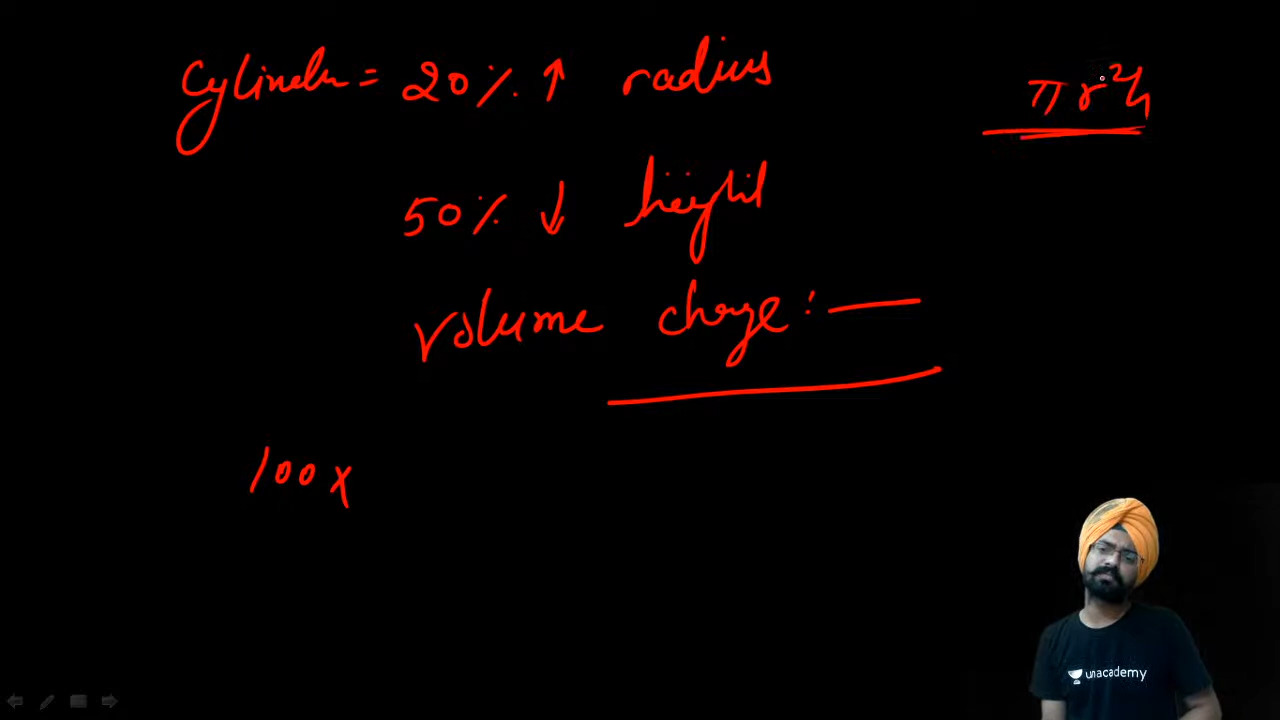 Cylinder = 20% ↑ radius
πr²h
50% ↓ height
volume change :—
100 x
unacademy